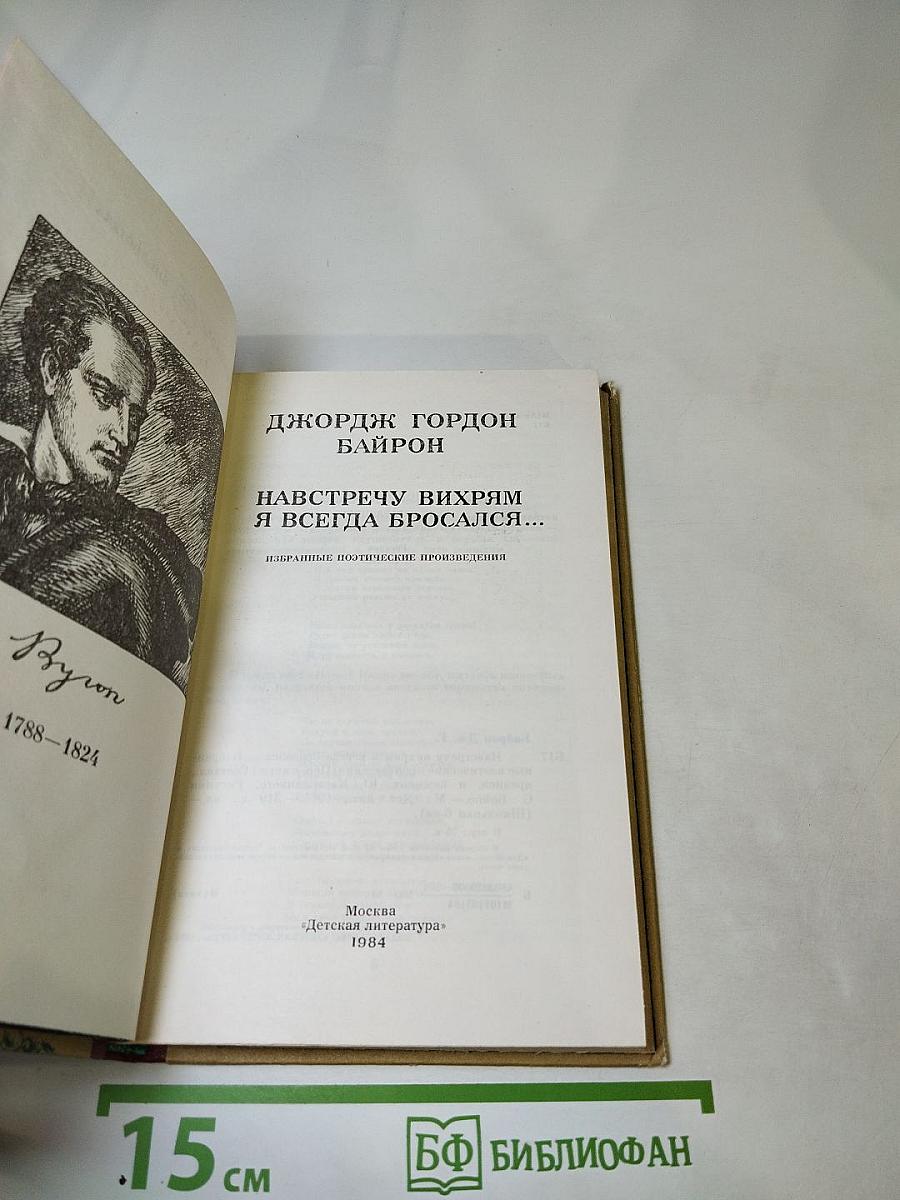 Byron
1788—1824
ДЖОРДЖ ГОРДОН
БАЙРОН
НАВСТРЕЧУ ВИХРЯМ
Я ВСЕГДА БРОСАЛСЯ...
ИЗБРАННЫЕ ПОЭТИЧЕСКИЕ ПРОИЗВЕДЕНИЯ
Москва
«Детская литература»
1984
15 см
БФ БИБЛИОФАН